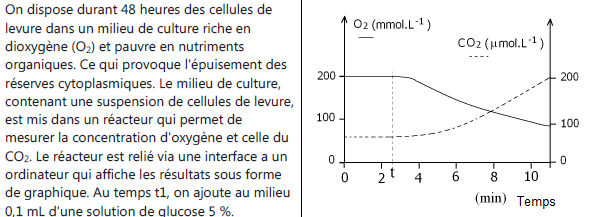 On dispose durant 48 heures des cellules de
levure dans un milieu de culture riche en
dioxygène (O2) et pauvre en nutriments
organiques. Ce qui provoque l'épuisement des
réserves cytoplasmiques. Le milieu de culture,
contenant une suspension de cellules de levure,
est mis dans un réacteur qui permet de
mesurer la concentration d'oxygène et celle du
CO2. Le réacteur est relié via une interface a un
ordinateur qui affiche les résultats sous forme
de graphique. Au temps t1, on ajoute au milieu
0,1 mL d'une solution de glucose 5 %.
O2 (mmol.L-1)
CO2 (µmol.L-1)
200
100
0
200
100
0
0 2 t 4 6 8 10
(min) Temps